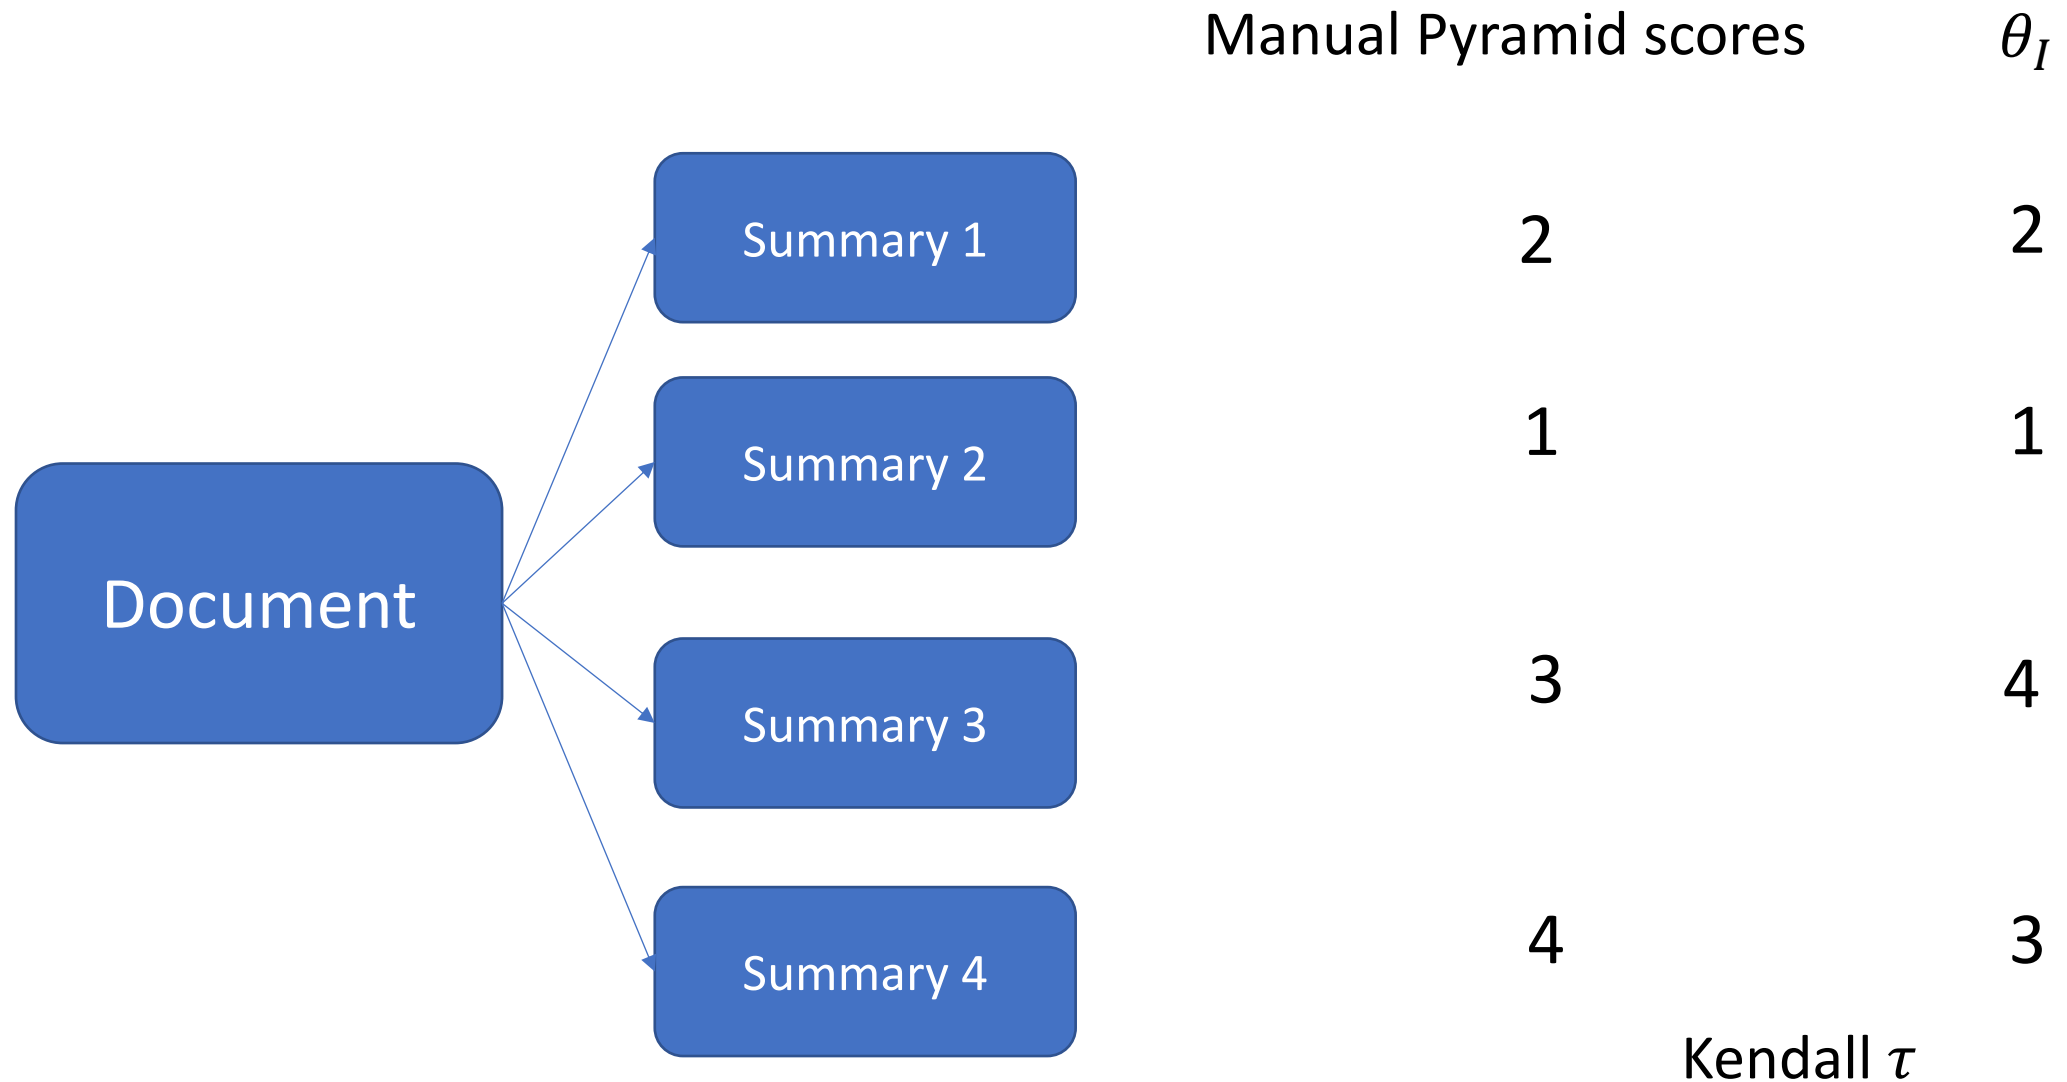 Manual Pyramid scores θ_I
Summary 1 2 2
Summary 2 1 1
Document
Summary 3 3 4
Summary 4 4 3
Kendall τ